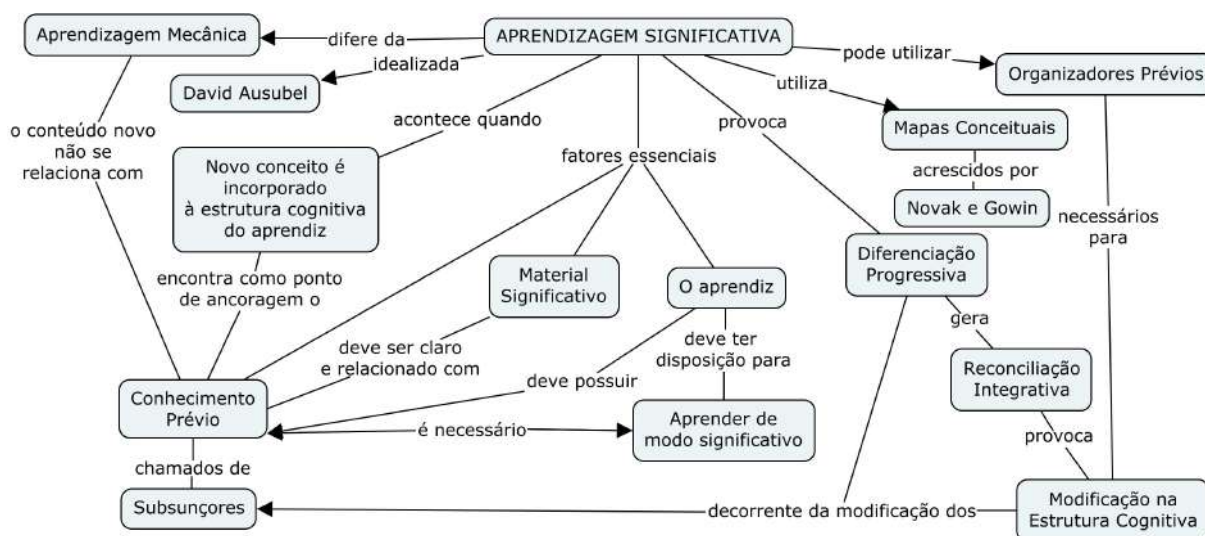 Aprendizagem Mecânica
difere da
APRENDIZAGEM SIGNIFICATIVA
pode utilizar
Organizadores Prévios
idealizada
David Ausubel
utiliza
Mapas Conceituais
acontece quando
provoca
o conteúdo novo
não se
relaciona com
fatores essenciais
acrescidos por
Novak e Gowin
Novo conceito é
incorporado
à estrutura cognitiva
do aprendiz
necessários
para
Diferenciação
Progressiva
encontra como ponto
de ancoragem o
Material
Significativo
O aprendiz
gera
deve ser claro
e relacionado com
deve ter
disposição para
Reconciliação
Integrativa
deve possuir
Conhecimento
Prévio
é necessário
Aprender de
modo significativo
provoca
chamados de
Subsunçores
decorrente da modificação dos
Modificação na
Estrutura Cognitiva